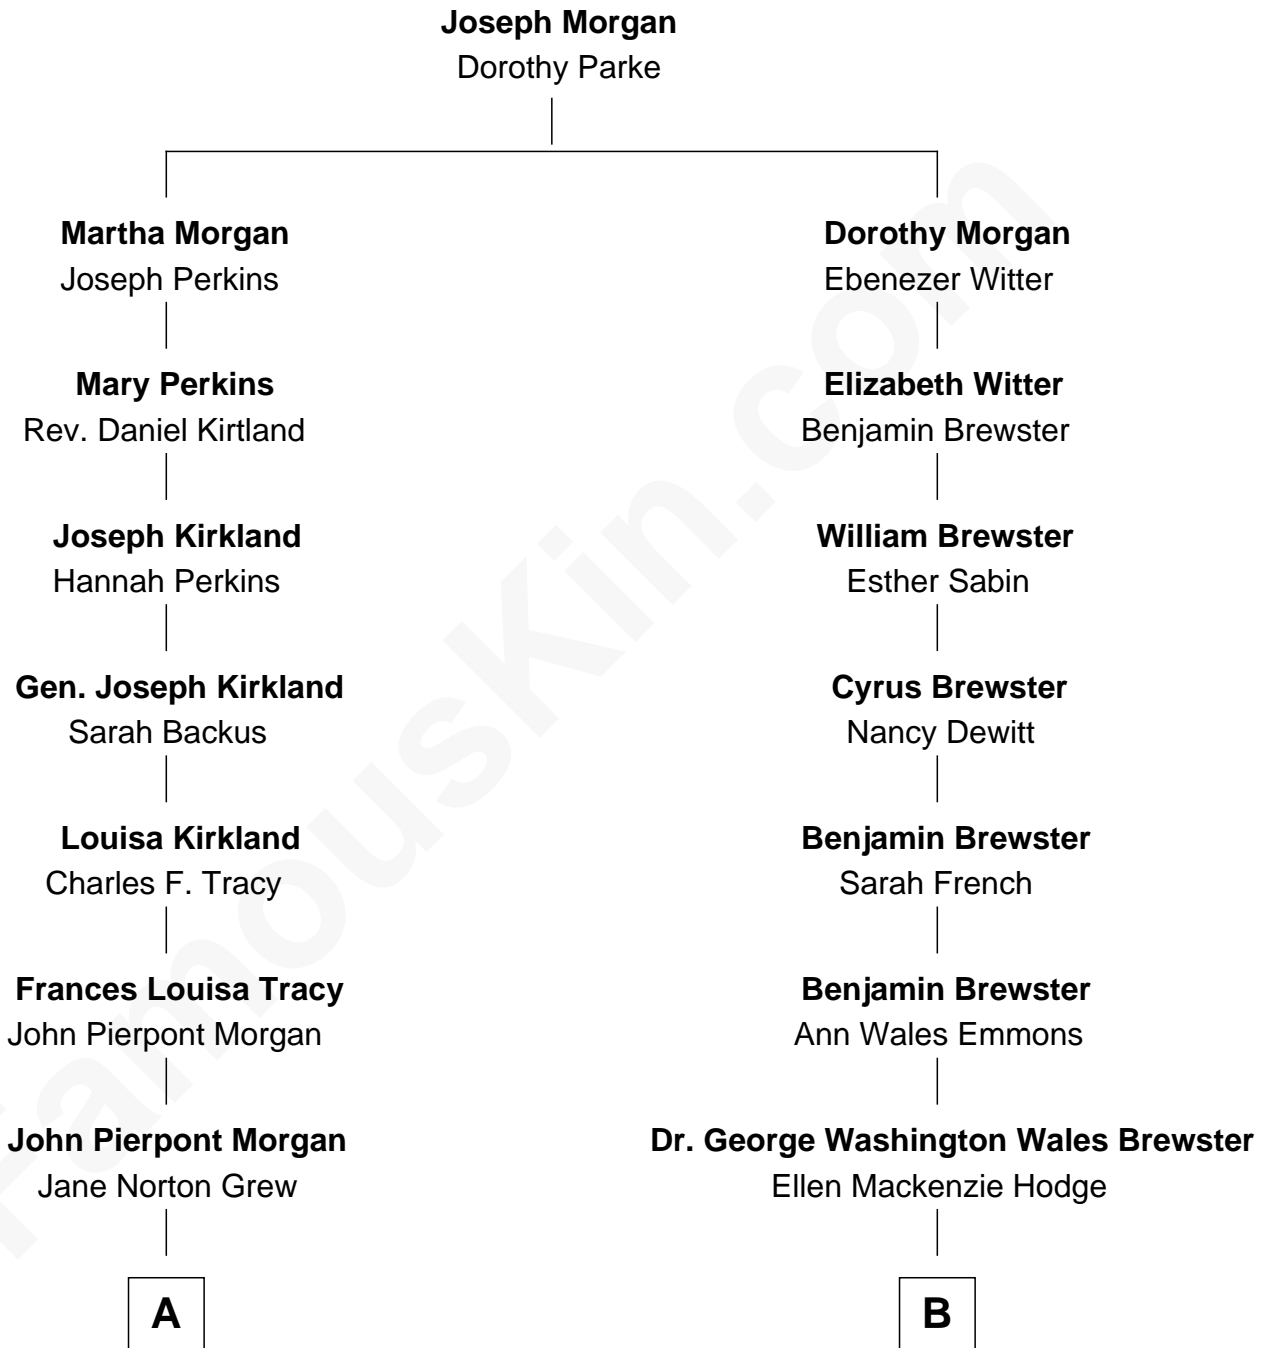 Joseph Morgan
Dorothy Parke
Martha Morgan
Joseph Perkins
Dorothy Morgan
Ebenezer Witter
Mary Perkins
Rev. Daniel Kirtland
Elizabeth Witter
Benjamin Brewster
Joseph Kirkland
Hannah Perkins
William Brewster
Esther Sabin
Gen. Joseph Kirkland
Sarah Backus
Cyrus Brewster
Nancy Dewitt
Louisa Kirkland
Charles F. Tracy
Benjamin Brewster
Sarah French
Frances Louisa Tracy
John Pierpont Morgan
Benjamin Brewster
Ann Wales Emmons
John Pierpont Morgan
Jane Norton Grew
Dr. George Washington Wales Brewster
Ellen Mackenzie Hodge
A
B
FamousKin.com